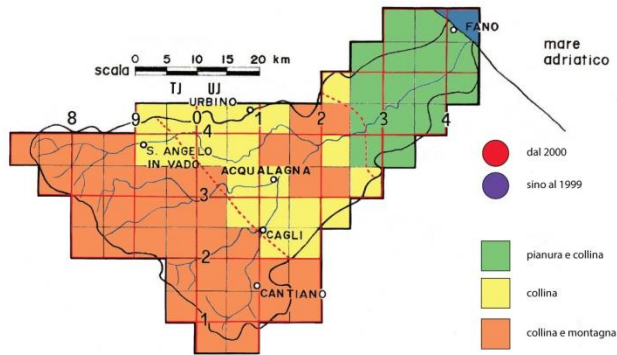 FANO
mare
adriatico
0 5 10 15 20 km
scala
TJ UJ
URBINO
8 9 0 1 2 3 4
4
S. ANGELO
IN VADO
ACQUALAGNA
3
CAGLI
2
CANTIANO
1
dal 2000
sino al 1999
pianura e collina
collina
collina e montagna